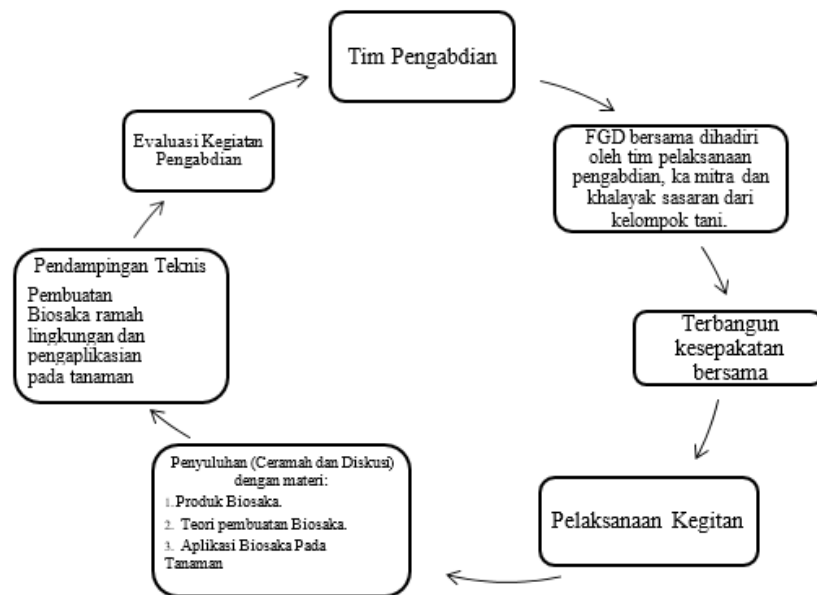 Tim Pengabdian
FGD bersama dihadiri
oleh tim pelaksanaan
pengabdian, ka mitra dan
khalayak sasaran dari
kelompok tani.
Terbangun
kesepakatan
bersama
Pelaksanaan Kegitan
Penyuluhan (Ceramah dan Diskusi)
dengan materi:
1. Produk Biosaka.
2. Teori pembuatan Biosaka.
3. Aplikasi Biosaka Pada
Tanaman
Pendampingan Teknis
Pembuatan
Biosaka ramah
lingkungan dan
pengaplikasian
pada tanaman
Evaluasi Kegiatan
Pengabdian